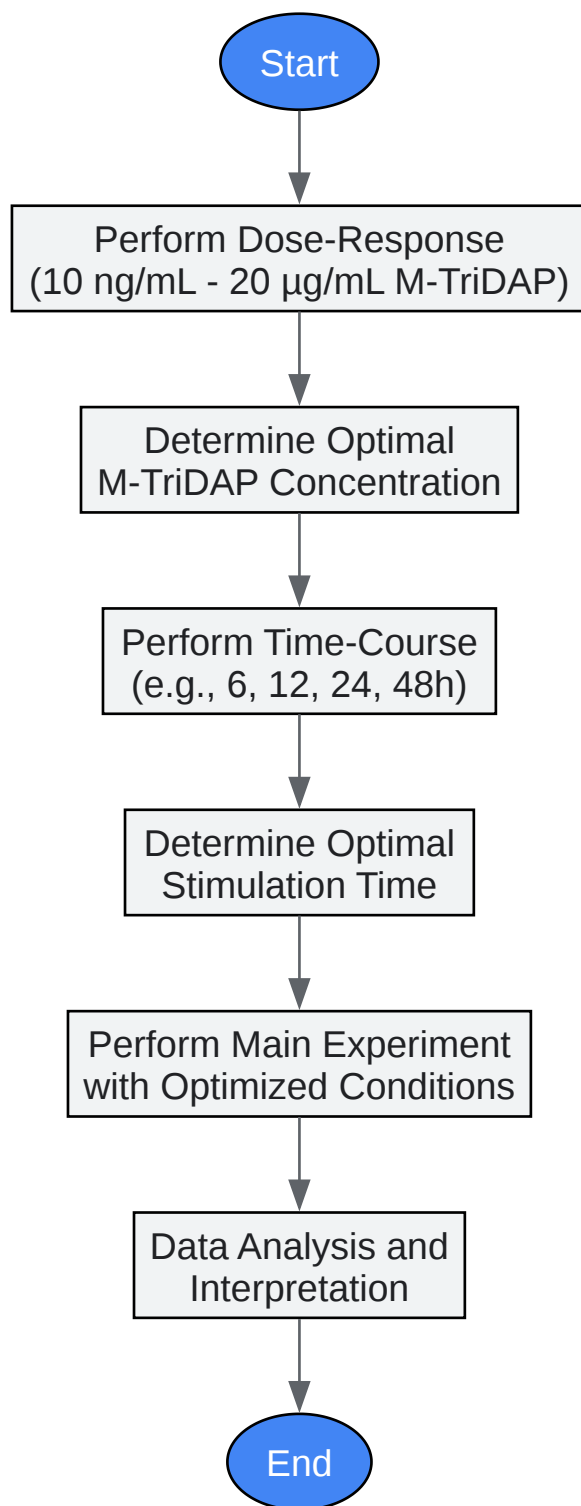 Start
Perform Dose-Response
(10 ng/mL - 20 µg/mL M-TriDAP)
Determine Optimal
M-TriDAP Concentration
Perform Time-Course
(e.g., 6, 12, 24, 48h)
Determine Optimal
Stimulation Time
Perform Main Experiment
with Optimized Conditions
Data Analysis and
Interpretation
End